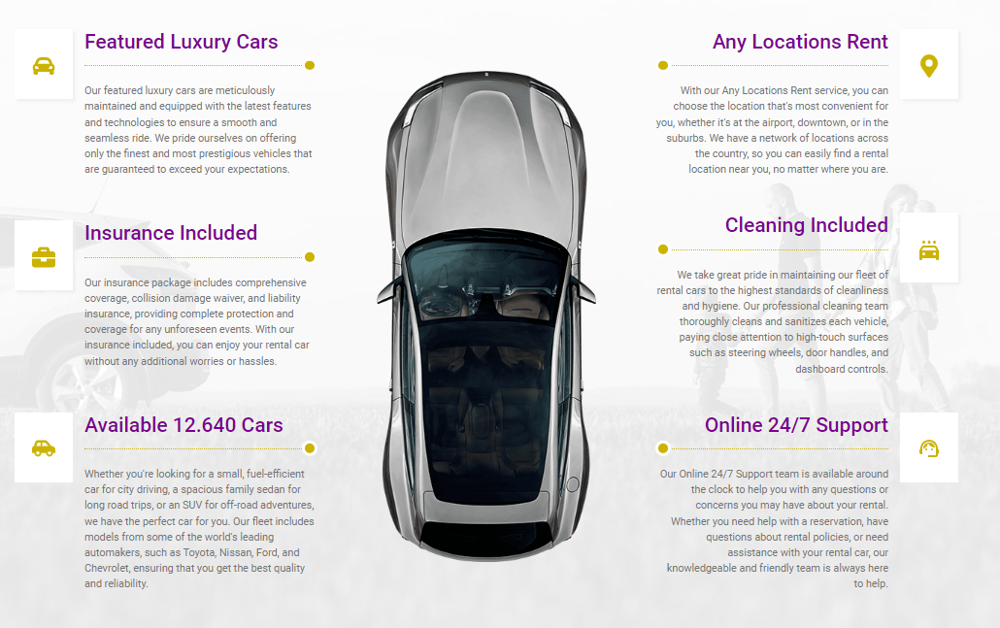 Featured Luxury Cars
Our featured luxury cars are meticulously
maintained and equipped with the latest features
and technologies to ensure a smooth and
seamless ride. We pride ourselves on offering
only the finest and most prestigious vehicles that
are guaranteed to exceed your expectations.
Insurance Included
Our insurance package includes comprehensive
coverage, collision damage waiver, and liability
insurance, providing complete protection and
coverage for any unforeseen events. With our
insurance included, you can enjoy your rental car
without any additional worries or hassles.
Available 12.640 Cars
Whether you're looking for a small, fuel-efficient
car for city driving, a spacious family sedan for
long road trips, or an SUV for off-road adventures,
we have the perfect car for you. Our fleet includes
models from some of the world's leading
automakers, such as Toyota, Nissan, Ford, and
Chevrolet, ensuring that you get the best quality
and reliability.
Any Locations Rent
With our Any Locations Rent service, you can
choose the location that's most convenient for
you, whether it's at the airport, downtown, or in the
suburbs. We have a network of locations across
the country, so you can easily find a rental
location near you, no matter where you are.
Cleaning Included
We take great pride in maintaining our fleet of
rental cars to the highest standards of cleanliness
and hygiene. Our professional cleaning team
thoroughly cleans and sanitizes each vehicle,
paying close attention to high-touch surfaces
such as steering wheels, door handles, and
dashboard controls.
Online 24/7 Support
Our Online 24/7 Support team is available around
the clock to help you with any questions or
concerns you may have about your rental.
Whether you need help with a reservation, have
questions about rental policies, or need
assistance with your rental car, our
knowledgeable and friendly team is always here
to help.